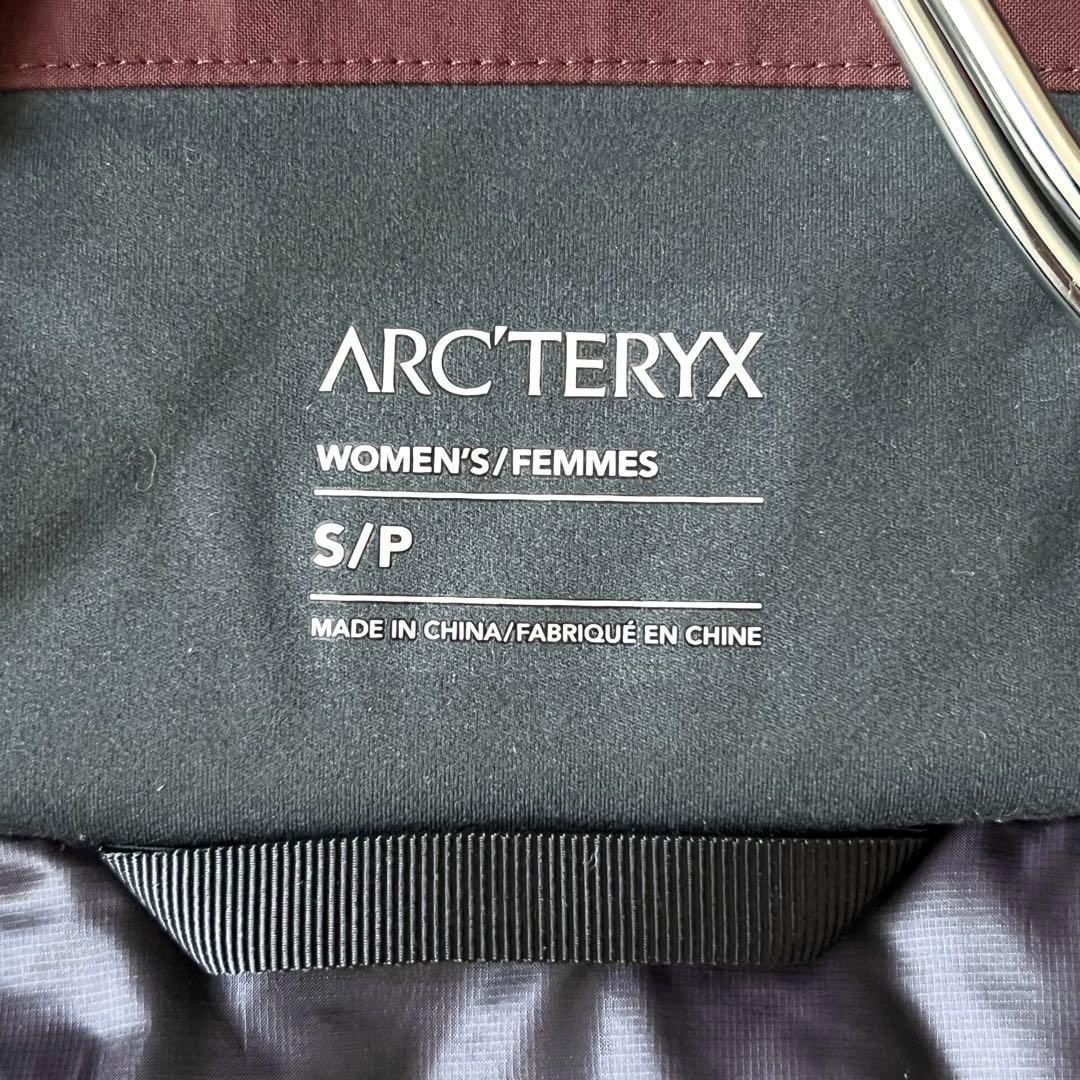 ARC'TERYX
WOMEN'S/FEMMES
S/P
MADE IN CHINA/FABRIQUÉ EN CHINE